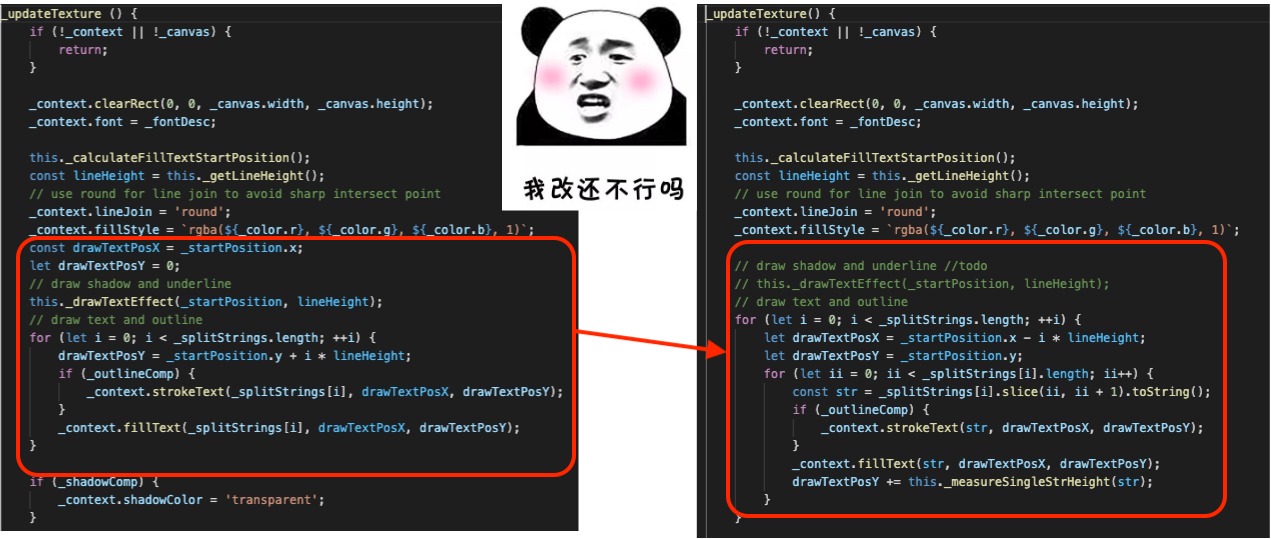 _updateTexture () {
if (!_context || !_canvas) {
return;
}
_context.clearRect(0, 0, _canvas.width, _canvas.height);
_context.font = _fontDesc;
this._calculateFillTextStartPosition();
const lineHeight = this._getLineHeight();
// use round for line join to avoid sharp intersect point
_context.lineJoin = 'round';
_context.fillStyle = `rgba(${_color.r}, ${_color.g}, ${_color.b}, 1)`;
const drawTextPosX = _startPosition.x;
let drawTextPosY = 0;
// draw shadow and underline
this._drawTextEffect(_startPosition, lineHeight);
// draw text and outline
for (let i = 0; i < _splitStrings.length; ++i) {
drawTextPosY = _startPosition.y + i * lineHeight;
if (_outlineComp) {
_context.strokeText(_splitStrings[i], drawTextPosX, drawTextPosY);
}
_context.fillText(_splitStrings[i], drawTextPosX, drawTextPosY);
}
if (_shadowComp) {
_context.shadowColor = 'transparent';
}
我改还不行吗
_updateTexture() {
if (!_context || !_canvas) {
return;
}
_context.clearRect(0, 0, _canvas.width, _canvas.height);
_context.font = _fontDesc;
this._calculateFillTextStartPosition();
const lineHeight = this._getLineHeight();
// use round for line join to avoid sharp intersect point
_context.lineJoin = 'round';
_context.fillStyle = `rgba(${_color.r}, ${_color.g}, ${_color.b}, 1)`;
// draw shadow and underline //todo
// this._drawTextEffect(_startPosition, lineHeight);
// draw text and outline
for (let i = 0; i < _splitStrings.length; ++i) {
let drawTextPosX = _startPosition.x - i * lineHeight;
let drawTextPosY = _startPosition.y;
for (let ii = 0; ii < _splitStrings[i].length; ii++) {
const str = _splitStrings[i].slice(ii, ii + 1).toString();
if (_outlineComp) {
_context.strokeText(str, drawTextPosX, drawTextPosY);
}
_context.fillText(str, drawTextPosX, drawTextPosY);
drawTextPosY += this._measureSingleStrHeight(str);
}
}